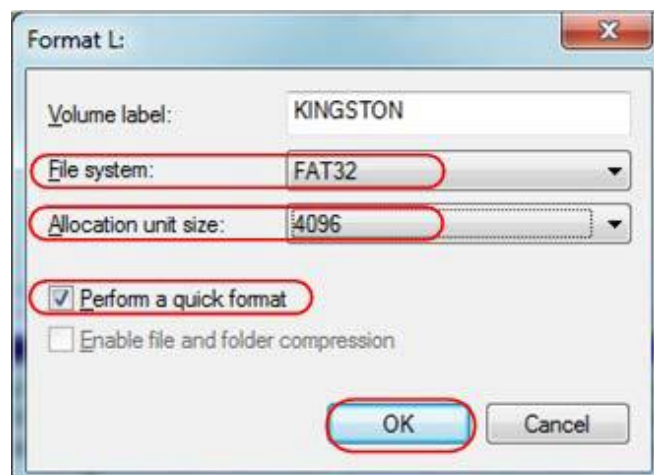 Format L:
Volume label: KINGSTON
File system: FAT32
Allocation unit size: 4096
Perform a quick format
Enable file and folder compression
OK Cancel